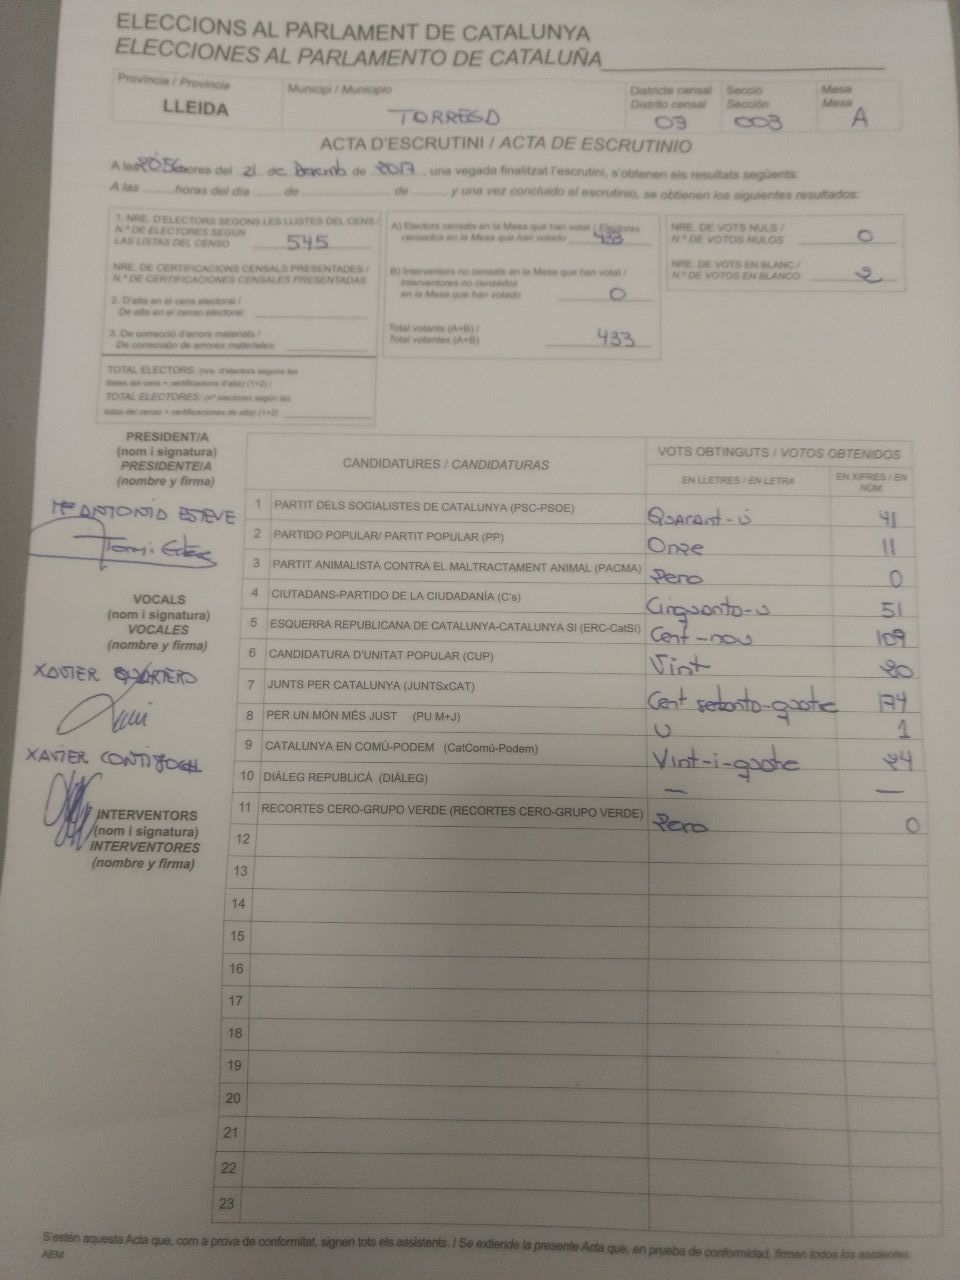 ELECCIONS AL PARLAMENT DE CATALUNYA
ELECCIONES AL PARLAMENTO DE CATALUÑA
Província / Provincia
LLEIDA
Municipi / Municipio
TORREGD
Districte censal
Distrito censal
03
Secció
Sección
003
Mesa
Mesa
A
ACTA D'ESCRUTINI / ACTA DE ESCRUTINIO
A les 20:56 hores del 21 de Desemb de 2017, una vegada finalitzat l'escrutini, s'obtenen els resultats següents:
A las ......... horas del día ....... de .......................... de ......... y una vez concluido el escrutinio, se obtienen los siguientes resultados:
1. NRE. D'ELECTORS SEGONS LES LLISTES DEL CENS /
N.º DE ELECTORES SEGÚN
LAS LISTAS DEL CENSO 545
NRE. DE CERTIFICACIONS CENSALS PRESENTADES /
N.º DE CERTIFICACIONES CENSALES PRESENTADAS
2. D'alta en el cens electoral /
De alta en el censo electoral:
3. De correcció d'errors materials /
De corrección de errores materiales:
TOTAL ELECTORS: (nre. d'electors segons les
llistes del cens + certificacions d'alta) (1+2) /
TOTAL ELECTORES: (nº electores según las
listas del censo + certificaciones de alta) (1+2)
A) Electors censats en la Mesa que han votat / Electores
censados en la Mesa que han votado 433
B) Interventors no censats en la Mesa que han votat /
Interventores no censados
en la Mesa que han votado 0
Total votants (A+B) /
Total votantes (A+B) 433
NRE. DE VOTS NULS /
N.º DE VOTOS NULOS 0
NRE. DE VOTS EN BLANC /
N.º DE VOTOS EN BLANCO 2
PRESIDENT/A
(nom i signatura)
PRESIDENTE/A
(nombre y firma)
Mª ANTONIO ESTEVE
VOCALS
(nom i signatura)
VOCALES
(nombre y firma)
XAVIER
XAVIER
INTERVENTORS
(nom i signatura)
INTERVENTORES
(nombre y firma)
CANDIDATURES / CANDIDATURAS
VOTS OBTINGUTS / VOTOS OBTENIDOS
EN LLETRES / EN LETRA
EN XIFRES / EN NÚM.
1 PARTIT DELS SOCIALISTES DE CATALUNYA (PSC-PSOE) Quarant-ú 41
2 PARTIDO POPULAR/ PARTIT POPULAR (PP) Onze 11
3 PARTIT ANIMALISTA CONTRA EL MALTRACTAMENT ANIMAL (PACMA) Zero 0
4 CIUTADANS-PARTIDO DE LA CIUDADANÍA (C's) Cinquanta-u 51
5 ESQUERRA REPUBLICANA DE CATALUNYA-CATALUNYA SÍ (ERC-CatSí) Cent-nou 109
6 CANDIDATURA D'UNITAT POPULAR (CUP) Vint 20
7 JUNTS PER CATALUNYA (JUNTSxCAT) Cent setanta-quatre 174
8 PER UN MÓN MÉS JUST (PU M+J) U 1
9 CATALUNYA EN COMÚ-PODEM (CatComú-Podem) Vint-i-quatre 24
10 DIÀLEG REPUBLICÀ (DIÀLEG) — —
11 RECORTES CERO-GRUPO VERDE (RECORTES CERO-GRUPO VERDE) Zero 0
12
13
14
15
16
17
18
19
20
21
22
23
S'estén aquesta Acta que, com a prova de conformitat, signen tots els assistents. / Se extiende la presente Acta que, en prueba de conformidad, firman todos los asistentes.